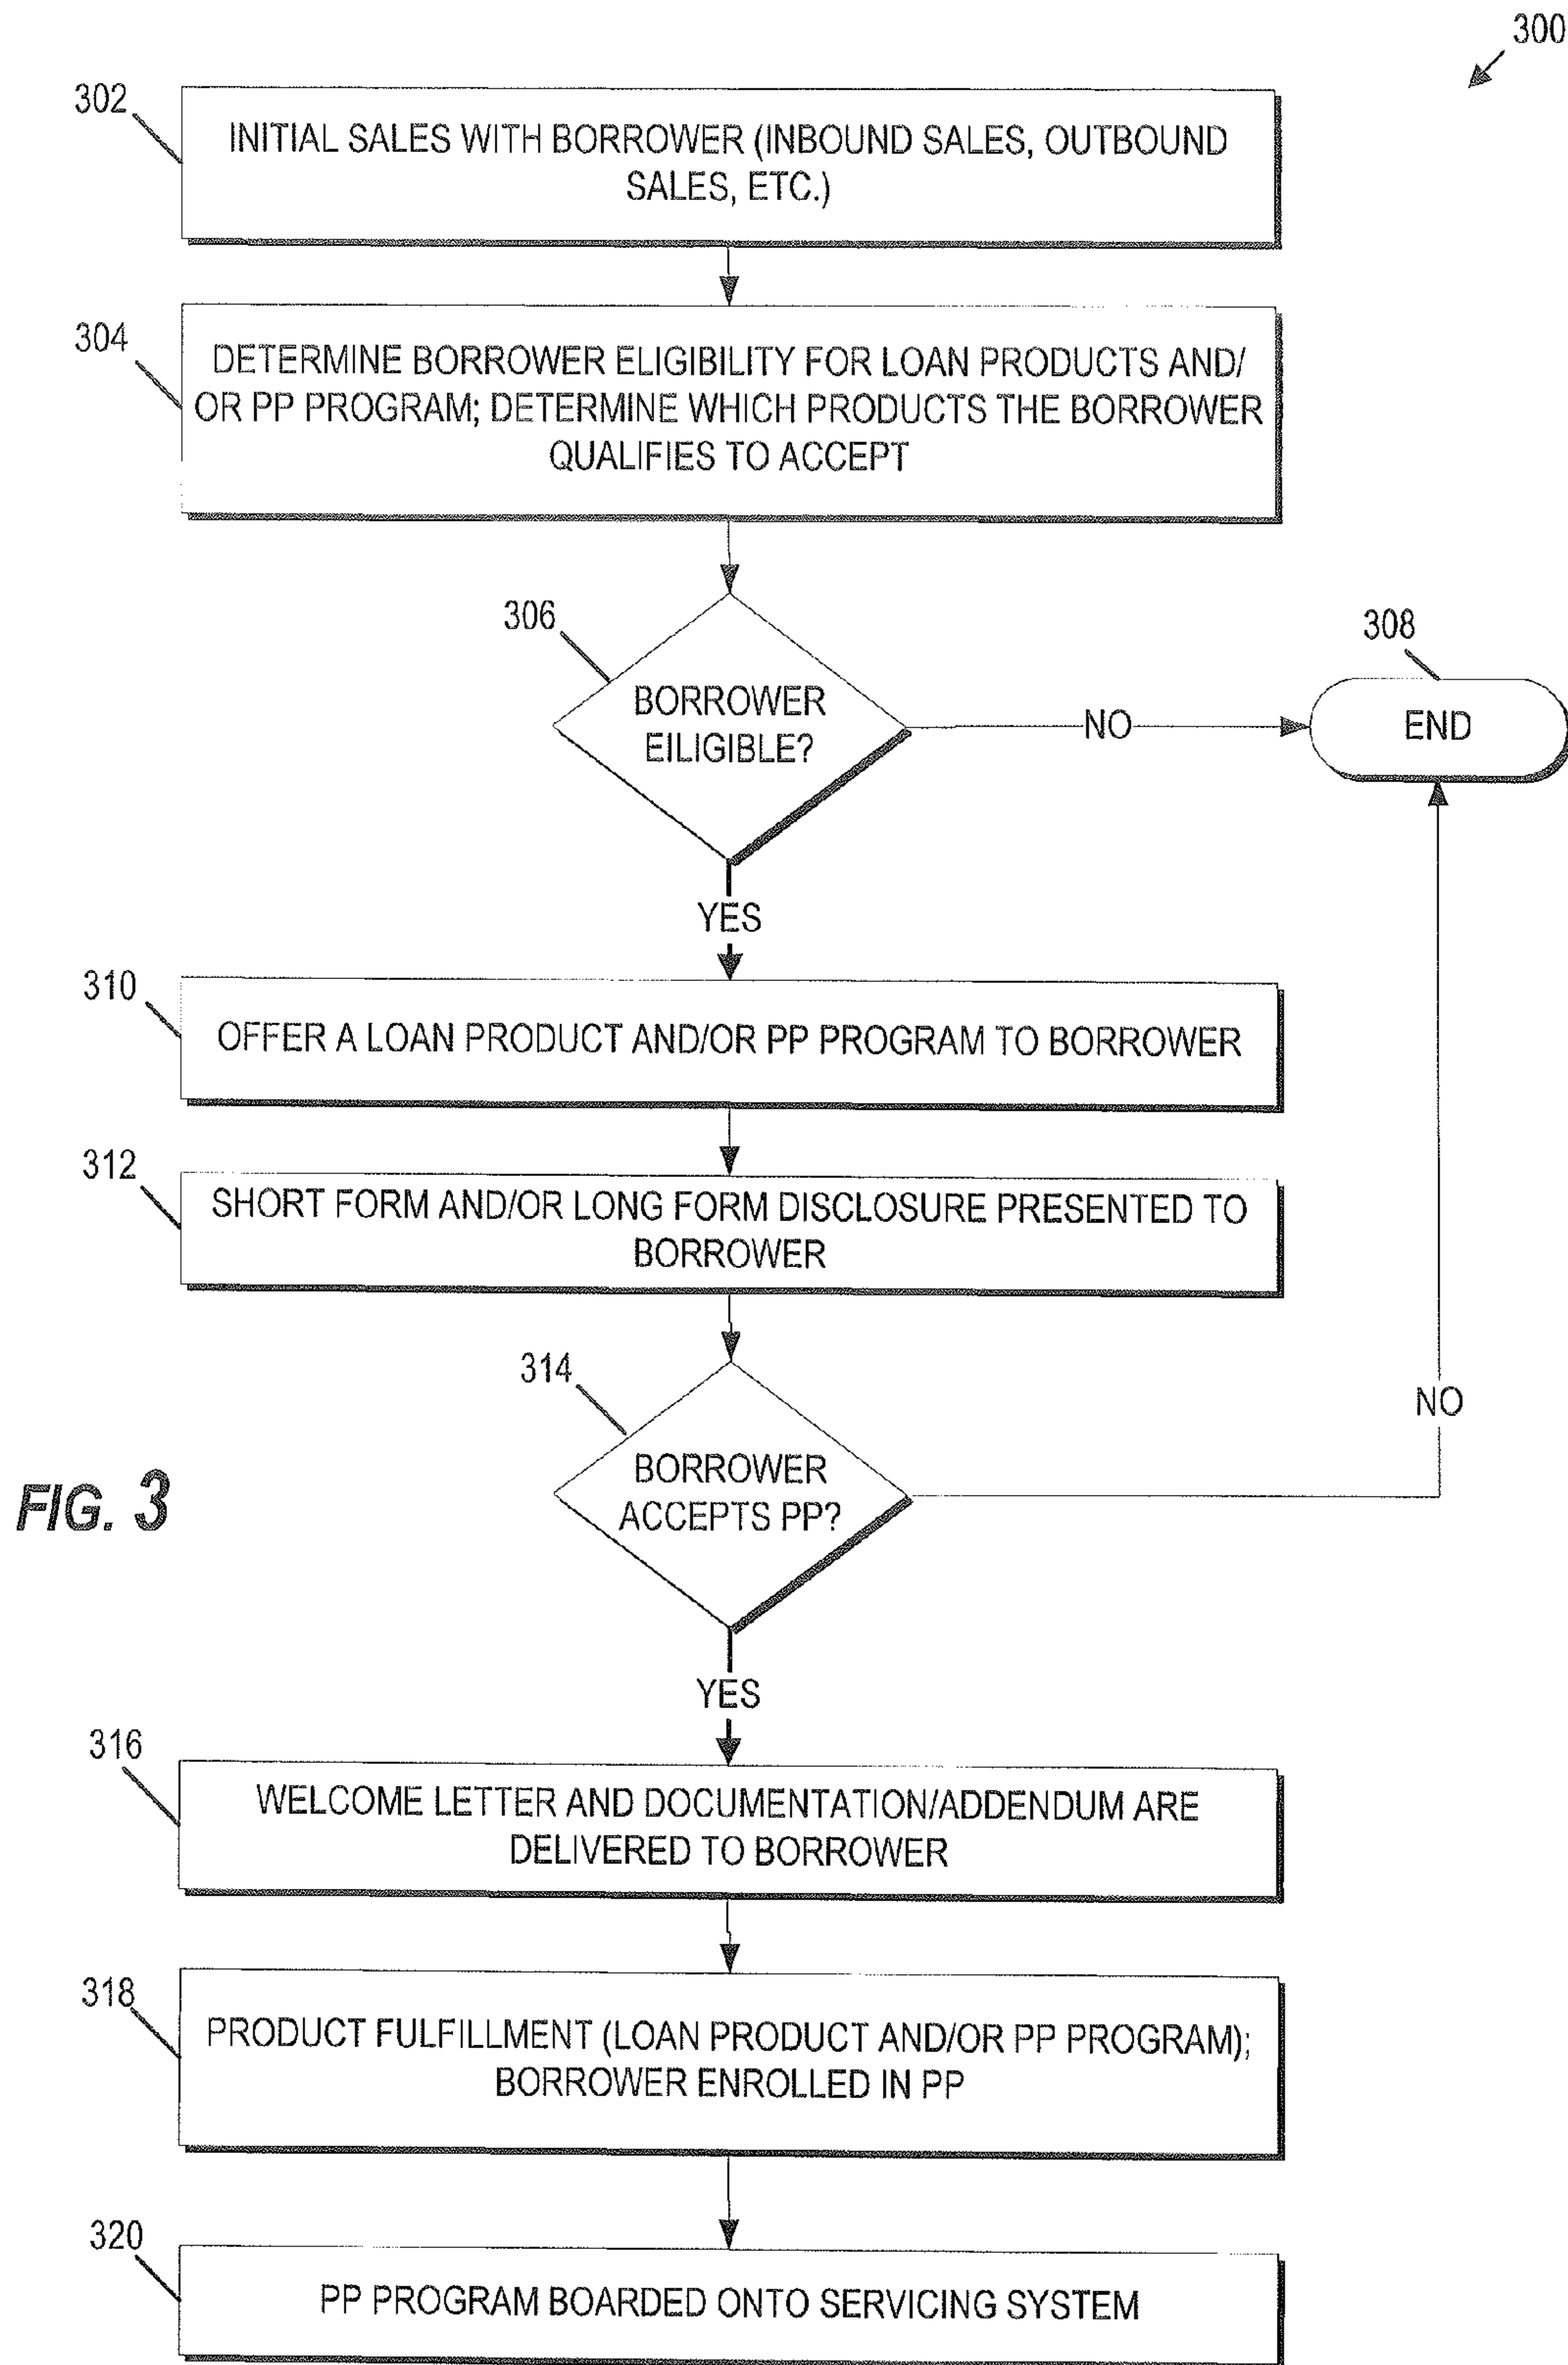 300
302
INITIAL SALES WITH BORROWER (INBOUND SALES, OUTBOUND
SALES, ETC.)
304
DETERMINE BORROWER ELIGIBILITY FOR LOAN PRODUCTS AND/
OR PP PROGRAM; DETERMINE WHICH PRODUCTS THE BORROWER
QUALIFIES TO ACCEPT
306
BORROWER
EILIGIBLE?
NO
308
END
YES
310
OFFER A LOAN PRODUCT AND/OR PP PROGRAM TO BORROWER
312
SHORT FORM AND/OR LONG FORM DISCLOSURE PRESENTED TO
BORROWER
314
BORROWER
ACCEPTS PP?
NO
FIG. 3
YES
316
WELCOME LETTER AND DOCUMENTATION/ADDENDUM ARE
DELIVERED TO BORROWER
318
PRODUCT FULFILLMENT (LOAN PRODUCT AND/OR PP PROGRAM);
BORROWER ENROLLED IN PP
320
PP PROGRAM BOARDED ONTO SERVICING SYSTEM